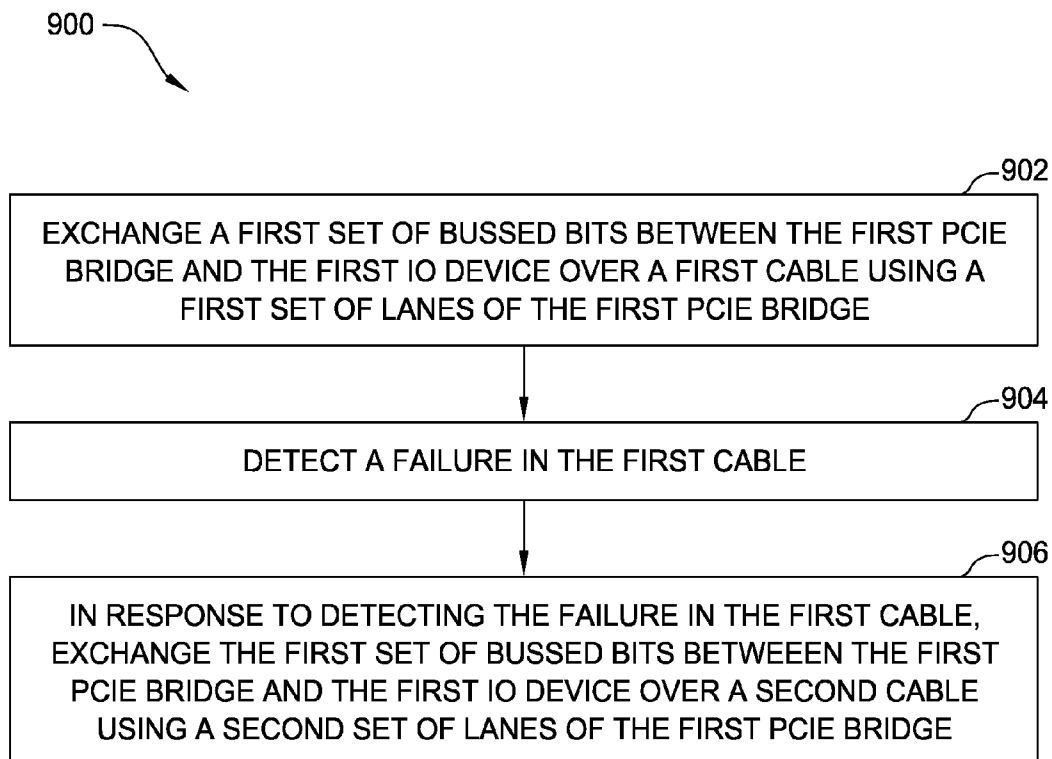 900
902
EXCHANGE A FIRST SET OF BUSSED BITS BETWEEN THE FIRST PCIE
BRIDGE AND THE FIRST IO DEVICE OVER A FIRST CABLE USING A
FIRST SET OF LANES OF THE FIRST PCIE BRIDGE
904
DETECT A FAILURE IN THE FIRST CABLE
906
IN RESPONSE TO DETECTING THE FAILURE IN THE FIRST CABLE,
EXCHANGE THE FIRST SET OF BUSSED BITS BETWEEEN THE FIRST
PCIE BRIDGE AND THE FIRST IO DEVICE OVER A SECOND CABLE
USING A SECOND SET OF LANES OF THE FIRST PCIE BRIDGE